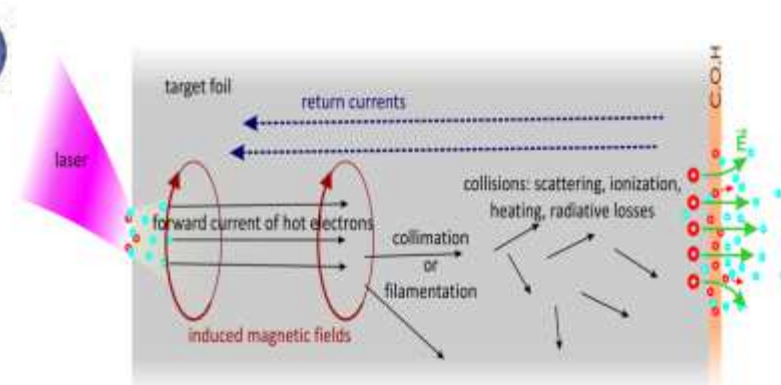 target foil
C.O.H
return currents
E
laser
collisions: scattering, ionization,
heating, radiative losses
forward current of hot electrons
collimation
or
filamentation
induced magnetic fields